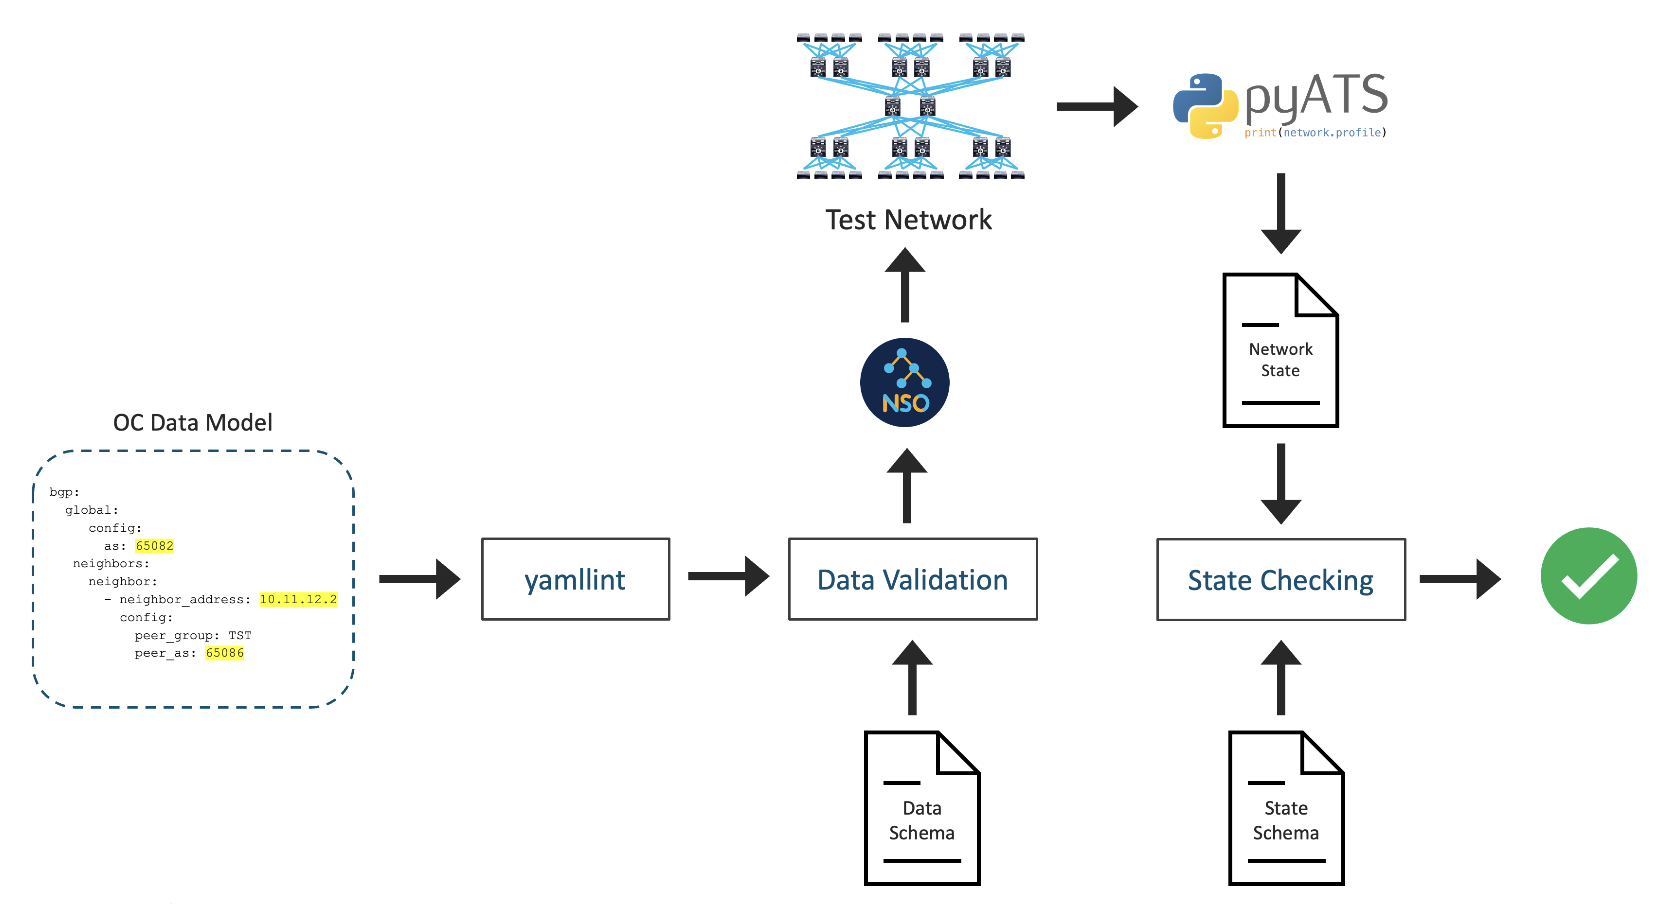 pyATS
print(network.profile)
Test Network
Network
State
NSO
OC Data Model
bgp:
global:
config:
as: 65082
neighbors:
neighbor:
- neighbor_address: 10.11.12.2
config:
peer_group: TST
peer_as: 65086
yamllint
Data Validation
State Checking
Data
Schema
State
Schema